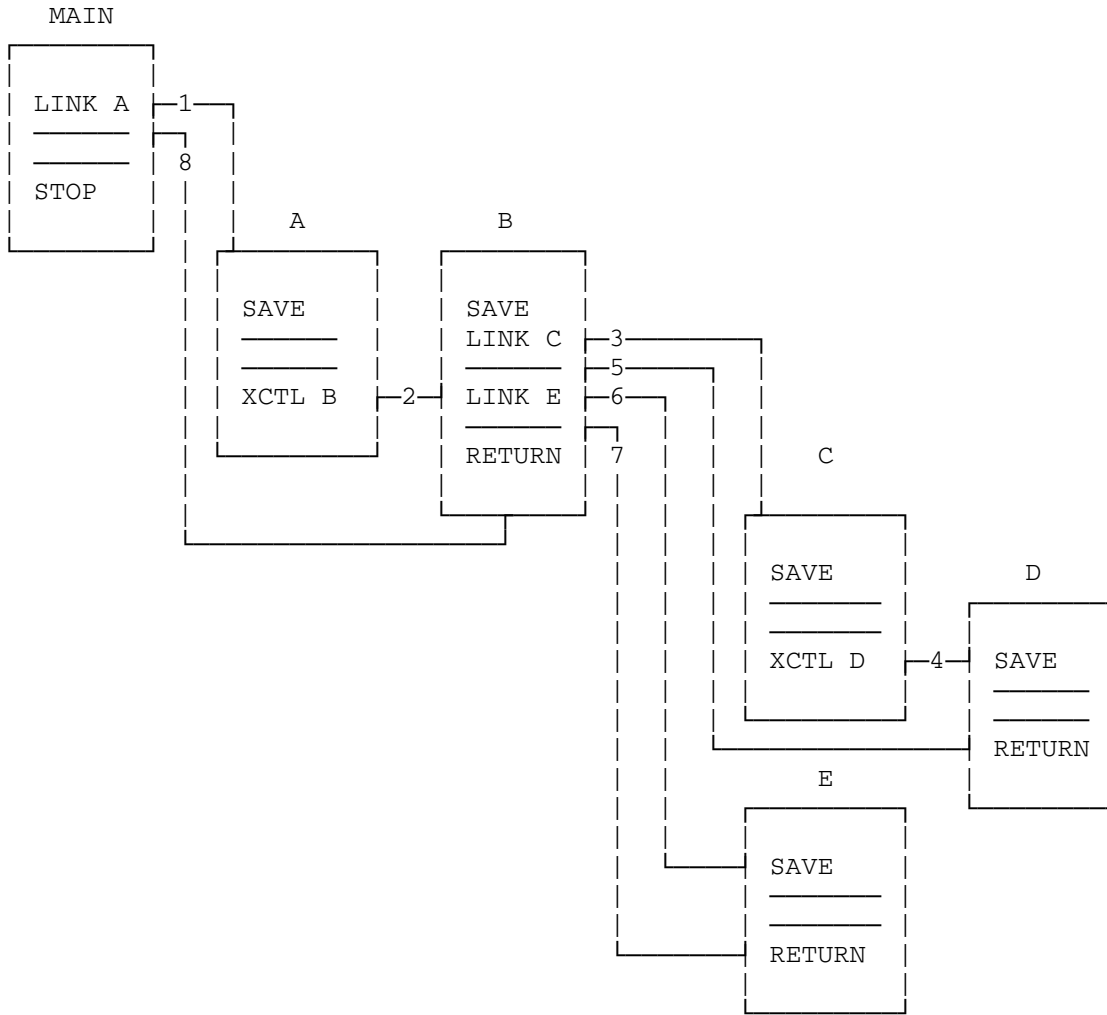 MAIN
LINK A
1
8
STOP
A
B
SAVE
XCTL B
2
SAVE
LINK C
3
5
LINK E
6
RETURN
7
C
SAVE
XCTL D
4
D
SAVE
RETURN
E
SAVE
RETURN